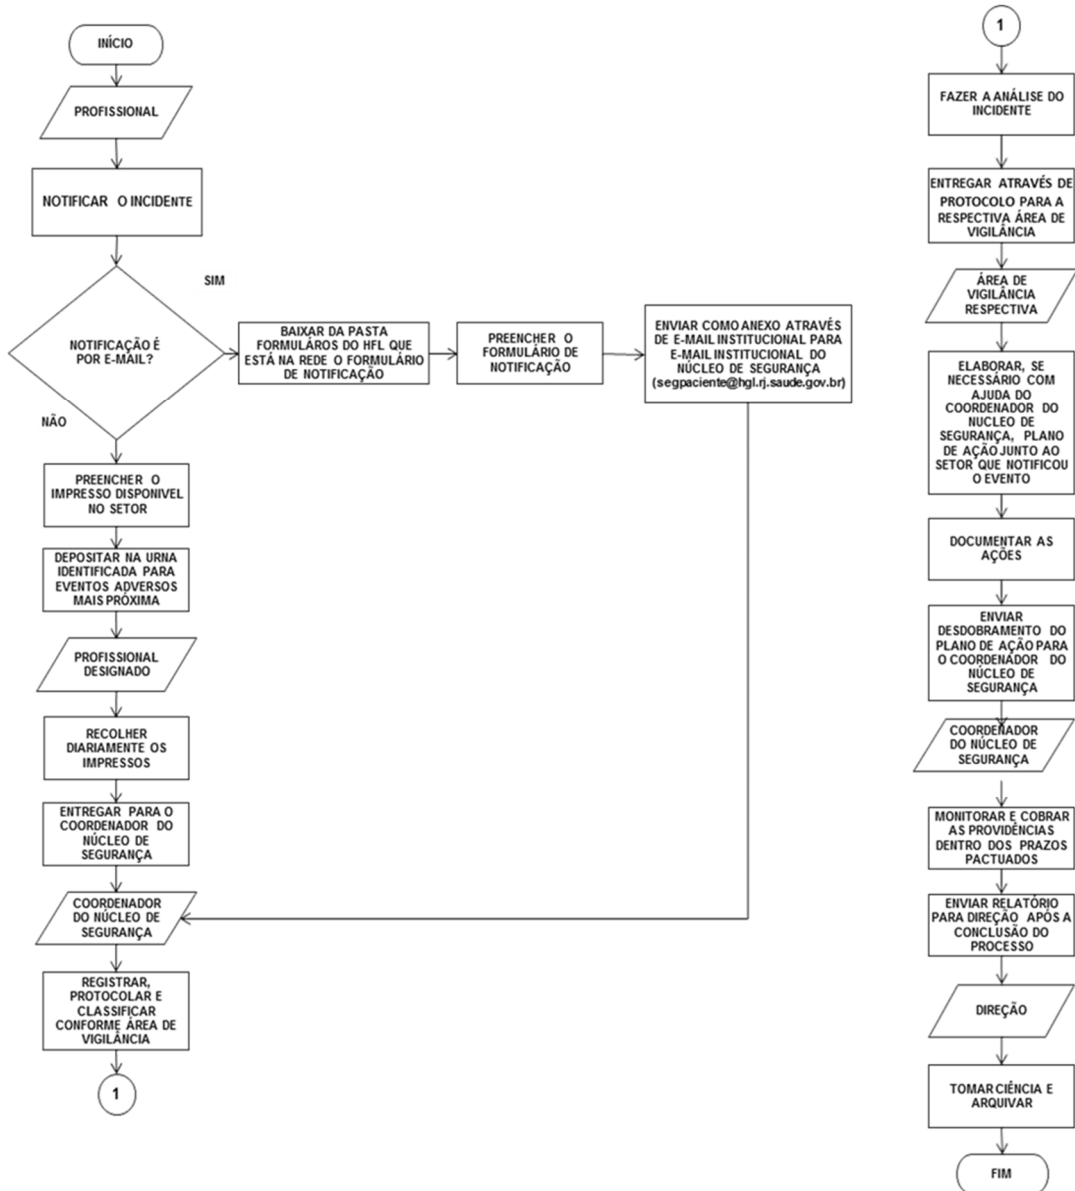 INÍCIO
PROFISSIONAL
NOTIFICAR O INCIDENTE
SIM
NOTIFICAÇÃO É
POR E-MAIL?
BAIXAR DA PASTA
FORMULÁROS DO HFL QUE
ESTÁ NA REDE O FORMULÁRIO
DE NOTIFICAÇÃO
PREENCHER O
FORMULÁRIO DE
NOTIFICAÇÃO
ENVIAR COMO ANEXO ATRAVÉS
DE E-MAIL INSTITUCIONAL PARA
E-MAIL INSTITUCIONAL DO
NÚCLEO DE SEGURANÇA
(segpaciente@hgl.rj.saude.gov.br)
NÃO
PREENCHER O
IMPRESSO DISPONIVEL
NO SETOR
DEPOSITAR NA URNA
IDENTIFICADA PARA
EVENTOS ADVERSOS
MAIS PRÓXIMA
PROFISSIONAL
DESIGNADO
RECOLHER
DIARIAMENTE OS
IMPRESSOS
ENTREGAR PARA O
COORDENADOR DO
NÚCLEO DE
SEGURANÇA
COORDENADOR
DO NÚCLEO DE
SEGURANÇA
REGISTRAR,
PROTOCOLAR E
CLASSIFICAR
CONFORME ÁREA DE
VIGILÂNCIA
1
1
FAZER A ANÁLISE DO
INCIDENTE
ENTREGAR ATRAVÉS DE
PROTOCOLO PARA A
RESPECTIVA ÁREA DE
VIGILÂNCIA
ÁREA DE
VIGILÂNCIA
RESPECTIVA
ELABORAR, SE
NECESSÁRIO COM
AJUDA DO
COORDENADOR DO
NUCLEO DE
SEGURANÇA, PLANO
DE AÇÃO JUNTO AO
SETOR QUE NOTIFICOU
O EVENTO
DOCUMENTAR AS
AÇÕES
ENVIAR
DESDOBRAMENTO DO
PLANO DE AÇÃO PARA
O COORDENADOR DO
NÚCLEO DE
SEGURANÇA
COORDENADOR
DO NÚCLEO DE
SEGURANÇA
MONITORAR E COBRAR
AS PROVIDÊNCIAS
DENTRO DOS PRAZOS
PACTUADOS
ENVIAR RELATÓRIO
PARA DIREÇÃO APÓS A
CONCLUSÃO DO
PROCESSO
DIREÇÃO
TOMAR CIÊNCIA E
ARQUIVAR
FIM